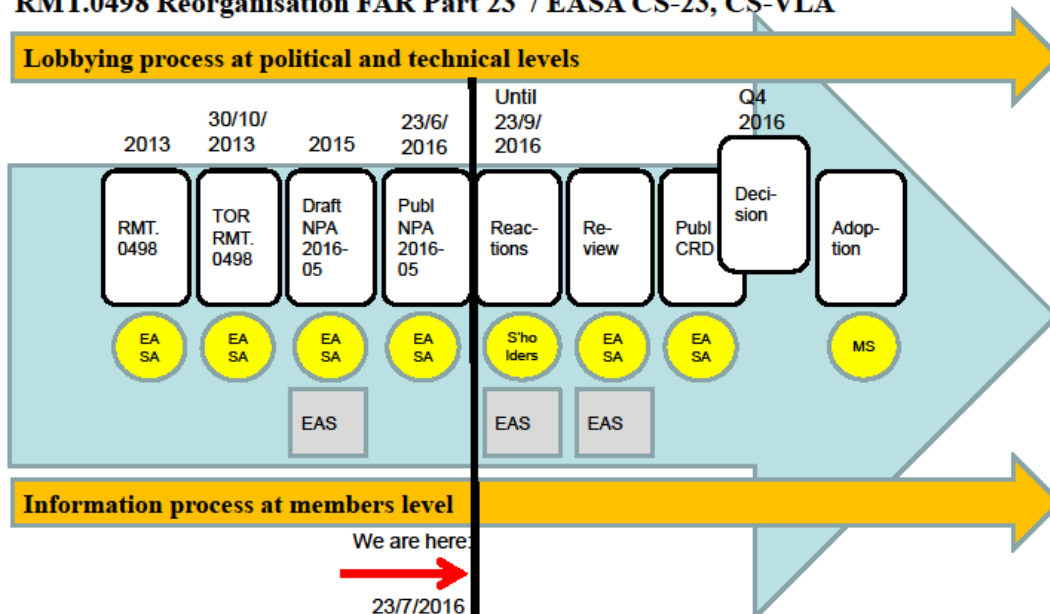 RMT.0498 Reorganisation FAR Part 23 / EASA CS-23, CS-VLA
Lobbying process at political and technical levels
2013
30/10/
2013
2015
23/6/
2016
Until
23/9/
2016
Q4
2016
RMT.
0498
TOR
RMT.
0498
Draft
NPA
2016-
05
Publ
NPA
2016-
05
Reac-
tions
Re-
view
Publ
CRD
Deci-
sion
Adop-
tion
EA
SA
EA
SA
EA
SA
EA
SA
S'ho
lders
EA
SA
EA
SA
MS
EAS
EAS
EAS
Information process at members level
We are here:
23/7/2016